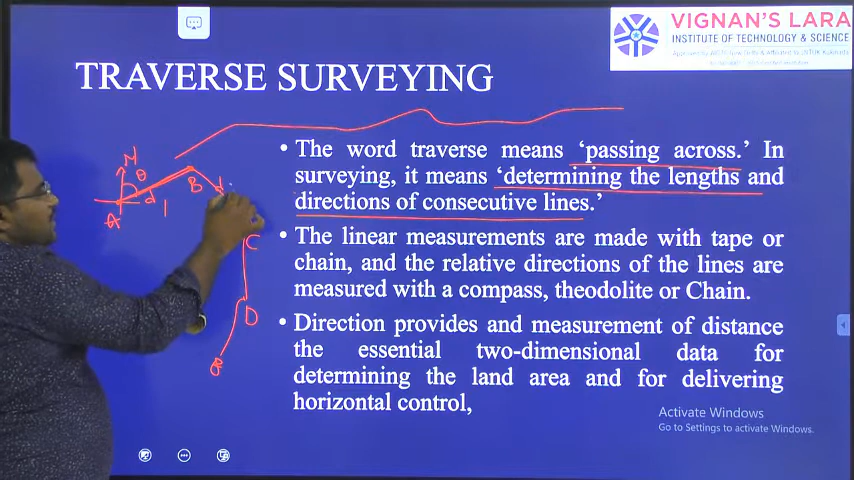 VIGNAN'S LARA
INSTITUTE OF TECHNOLOGY & SCIENCE
TRAVERSE SURVEYING
• The word traverse means ‘passing across.’ In
surveying, it means ‘determining the lengths and
directions of consecutive lines.’
• The linear measurements are made with tape or
chain, and the relative directions of the lines are
measured with a compass, theodolite or Chain.
• Direction provides and measurement of distance
the essential two-dimensional data for
determining the land area and for delivering
horizontal control,
N
θ
B
d
A
C
D
Activate Windows
Go to Settings to activate Windows.